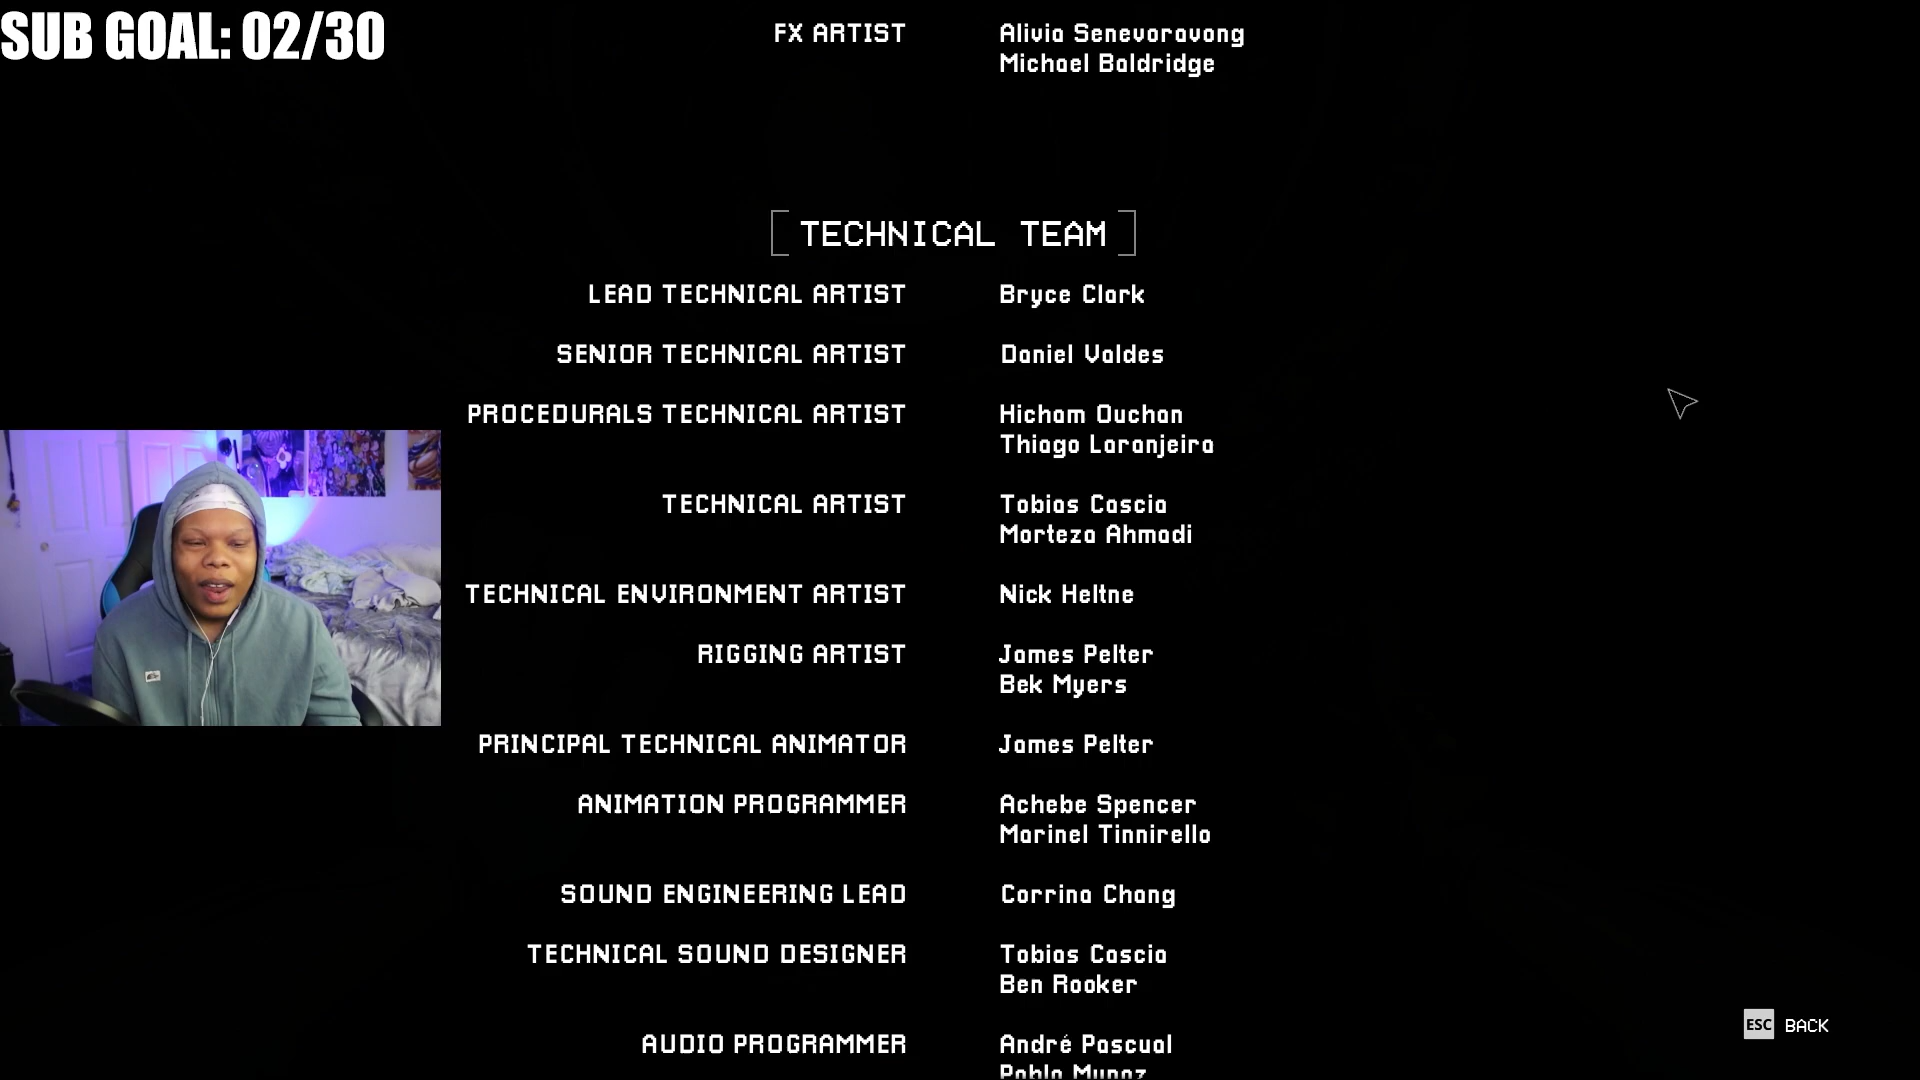 SUB GOAL: 02/30
FX ARTIST Alivia Senevoravong
Michael Baldridge
TECHNICAL TEAM
LEAD TECHNICAL ARTIST Bryce Clark
SENIOR TECHNICAL ARTIST Daniel Valdes
PROCEDURALS TECHNICAL ARTIST Hicham Ouchan
Thiago Laranjeira
TECHNICAL ARTIST Tobias Cascia
Morteza Ahmadi
TECHNICAL ENVIRONMENT ARTIST Nick Heltne
RIGGING ARTIST James Pelter
Bek Myers
PRINCIPAL TECHNICAL ANIMATOR James Pelter
ANIMATION PROGRAMMER Achebe Spencer
Marinel Tinnirello
SOUND ENGINEERING LEAD Corrina Chang
TECHNICAL SOUND DESIGNER Tobias Cascia
Ben Rooker
AUDIO PROGRAMMER André Pascual
Pablo Munoz
ESC BACK